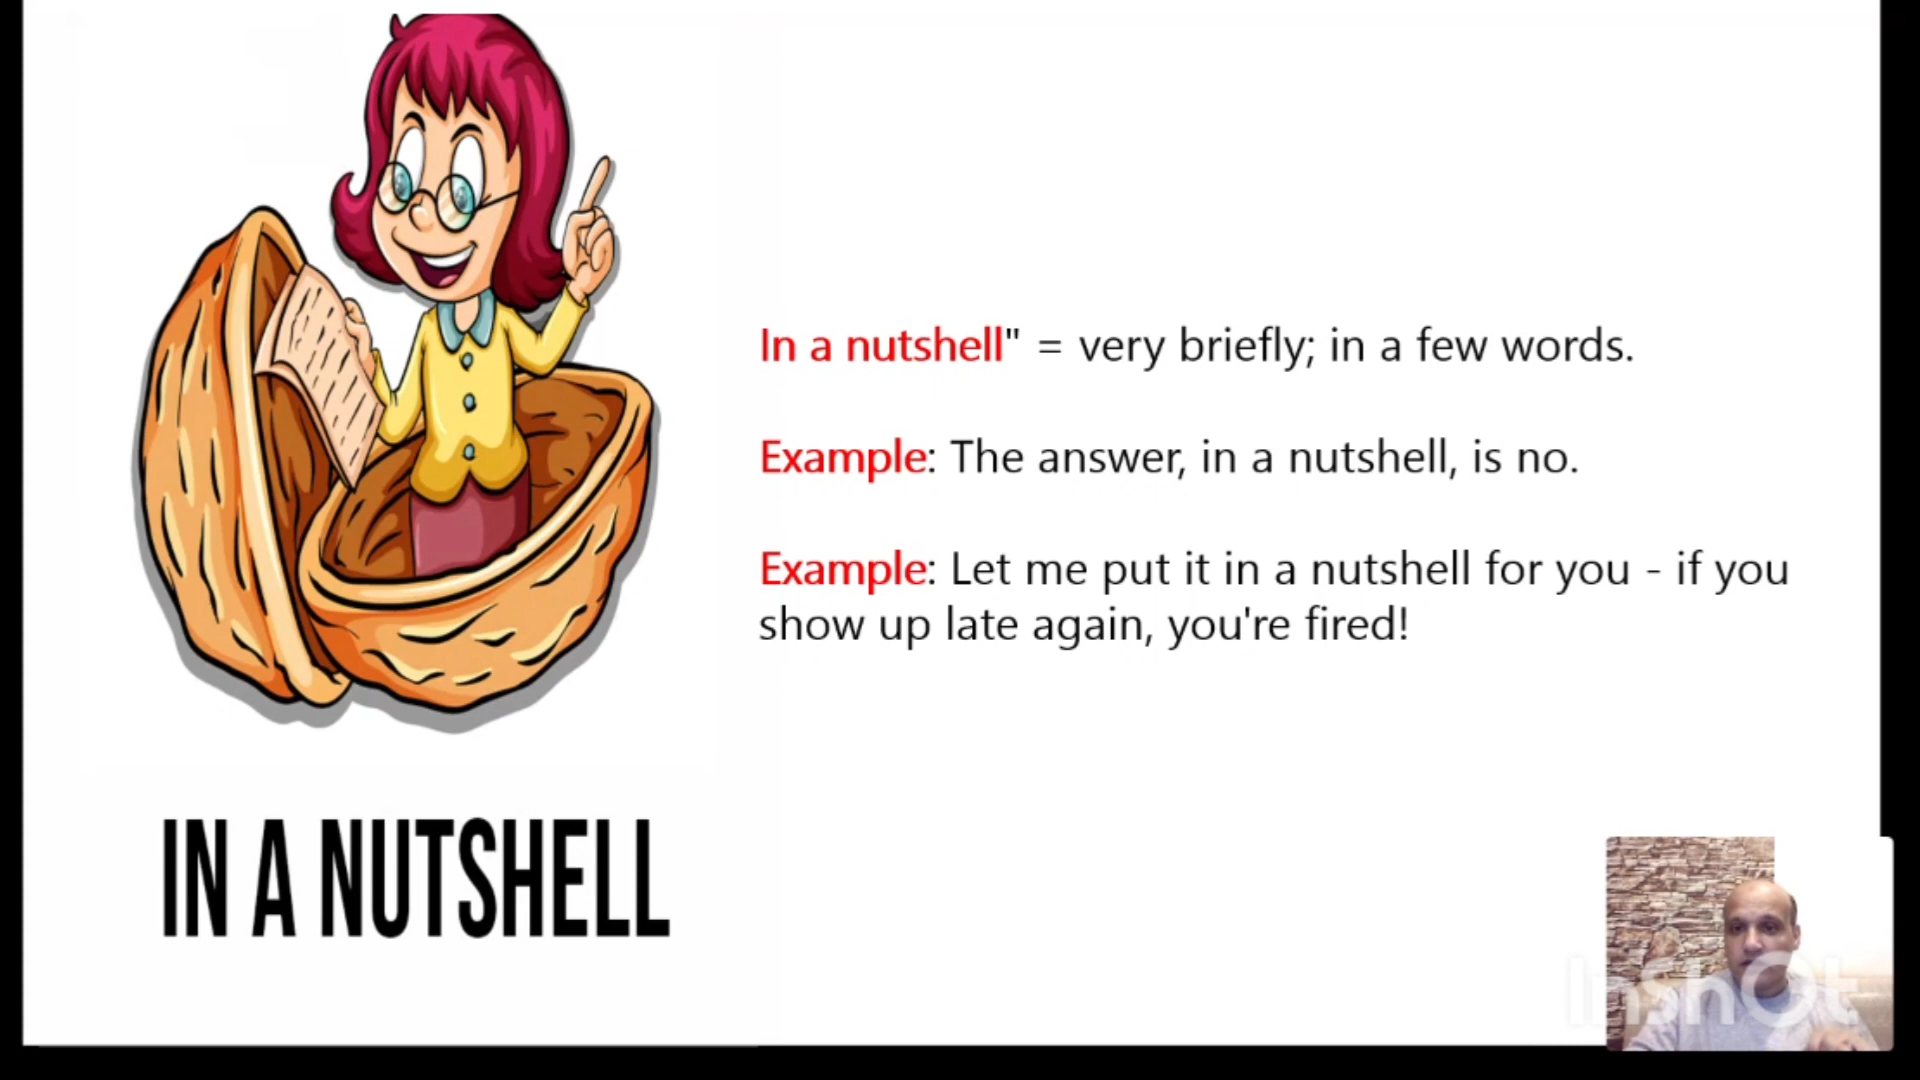 In a nutshell" = very briefly; in a few words.
Example: The answer, in a nutshell, is no.
Example: Let me put it in a nutshell for you - if you
show up late again, you're fired!
IN A NUTSHELL
InShOt